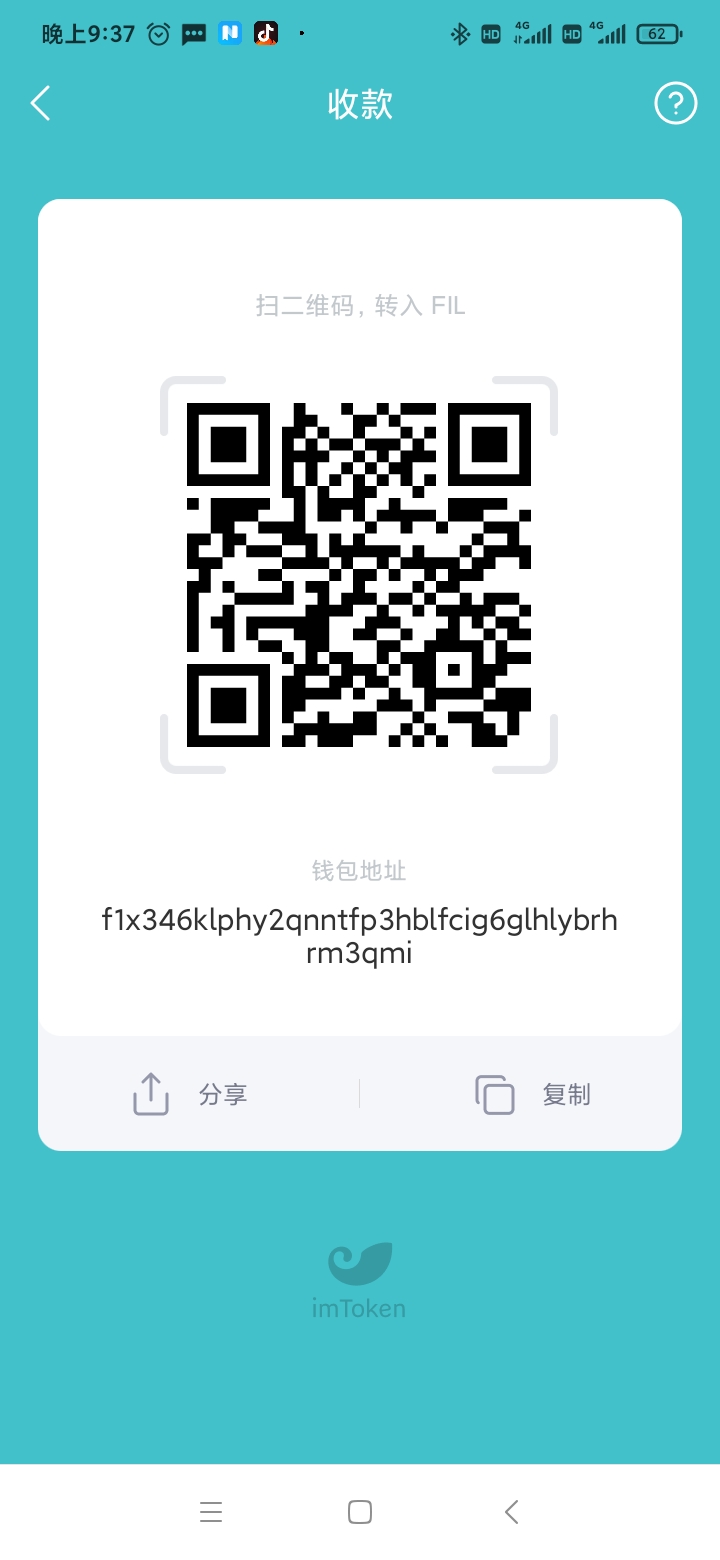 晚上9:37
HD 4G HD 4G 62
收款
扫二维码, 转入 FIL
钱包地址
f1x346klphy2qnntfp3hblfcig6glhlybrh
rm3qmi
分享
复制
imToken